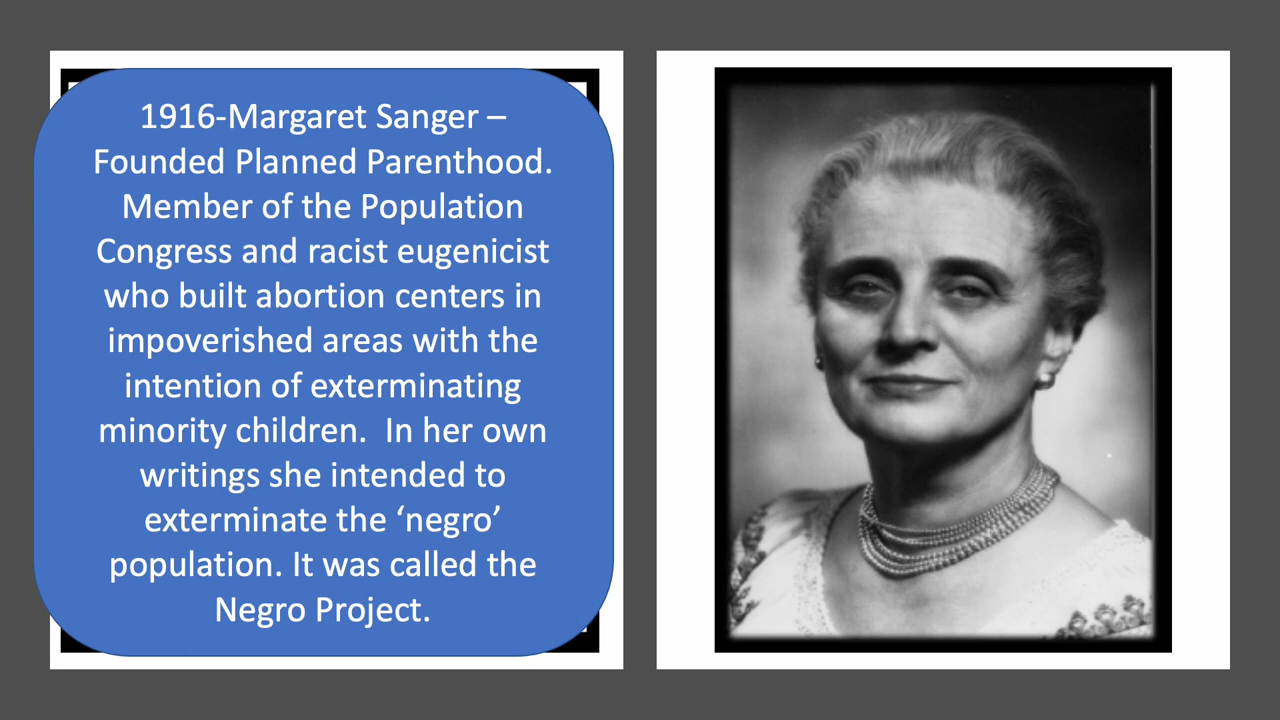 1916-Margaret Sanger –
Founded Planned Parenthood.
Member of the Population
Congress and racist eugenicist
who built abortion centers in
impoverished areas with the
intention of exterminating
minority children.  In her own
writings she intended to
exterminate the ‘negro’
population. It was called the
Negro Project.